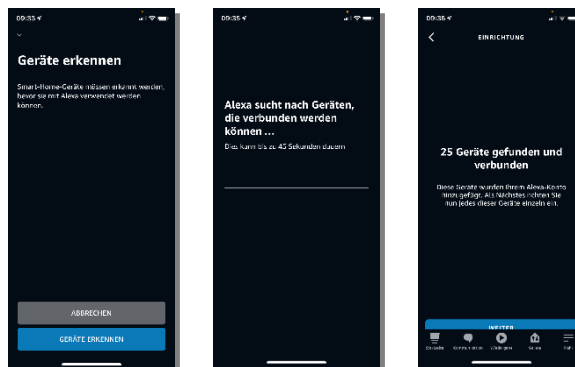 09:35
Geräte erkennen
Smart-Home-Geräte müssen erkannt werden,
bevor sie mit Alexa verwendet werden
können.
ABBRECHEN
GERÄTE ERKENNEN
09:35
Alexa sucht nach Geräten,
die verbunden werden
können ...
Dies kann bis zu 45 Sekunden dauern
09:35
EINRICHTUNG
25 Geräte gefunden und
verbunden
Diese Geräte wurden Ihrem Alexa-Konto
hinzugefügt. Als Nächstes richten Sie
nun jedes dieser Geräte einzeln ein.
WEITER
Kommunikation
Geräte
Mehr